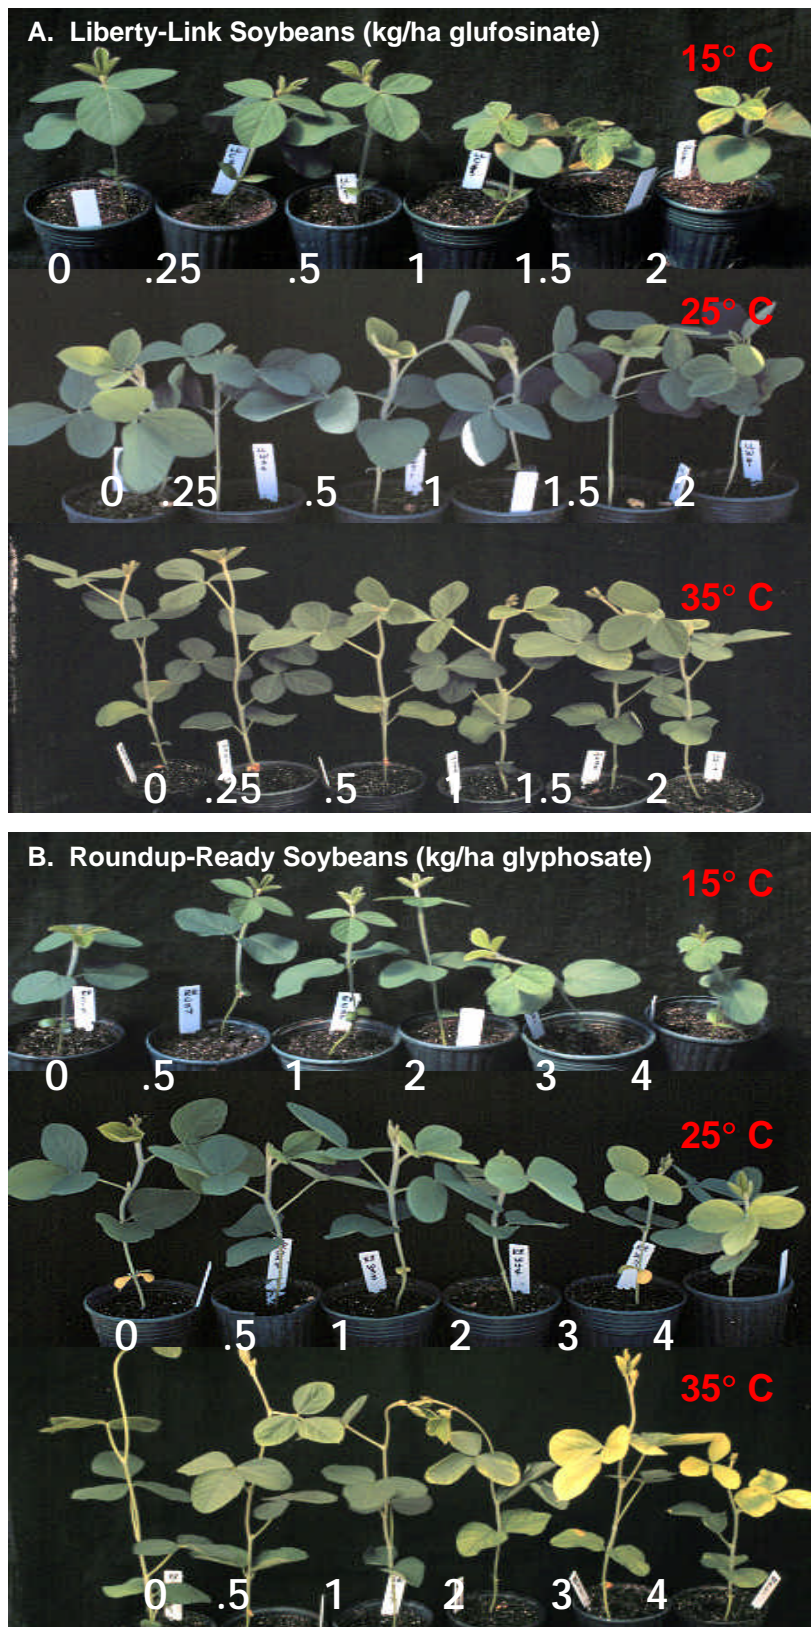 A. Liberty-Link Soybeans (kg/ha glufosinate)
15° C
0 .25 .5 1 1.5 2
25° C
0 .25 .5 1 1.5 2
35° C
0 .25 .5 1 1.5 2
B. Roundup-Ready Soybeans (kg/ha glyphosate)
15° C
0 .5 1 2 3 4
25° C
0 .5 1 2 3 4
35° C
0 .5 1 2 3 4